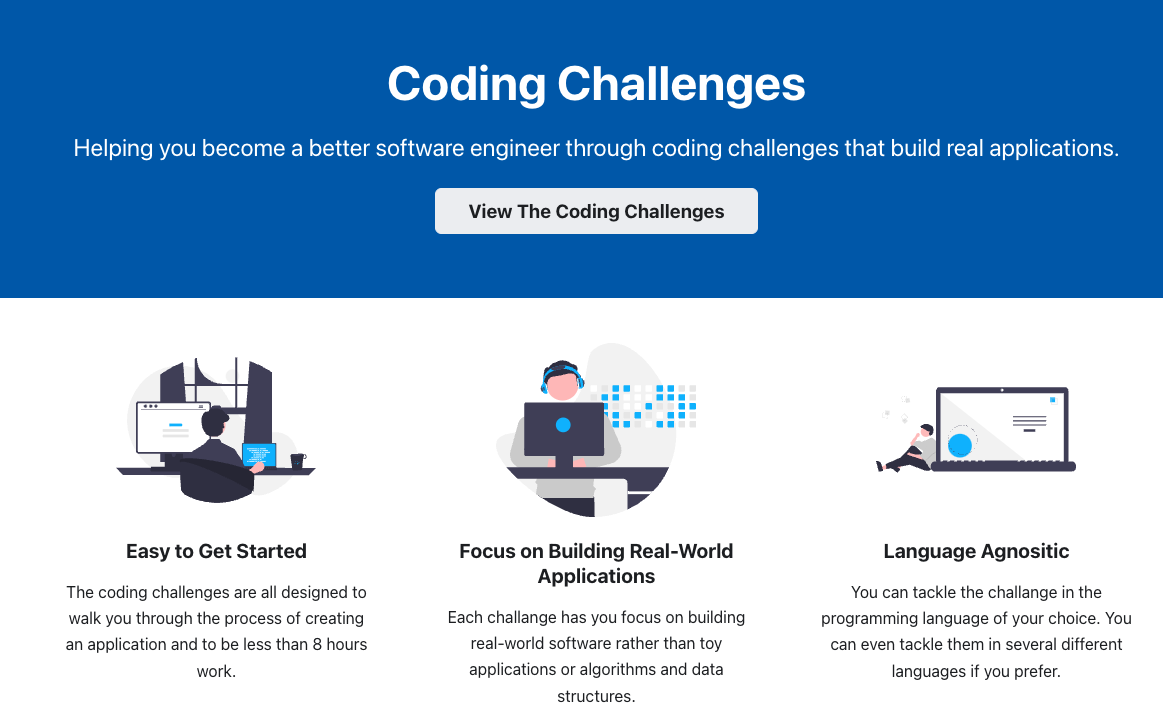 Coding Challenges
Helping you become a better software engineer through coding challenges that build real applications.
View The Coding Challenges
Easy to Get Started
The coding challenges are all designed to
walk you through the process of creating
an application and to be less than 8 hours
work.
Focus on Building Real-World
Applications
Each challange has you focus on building
real-world software rather than toy
applications or algorithms and data
structures.
Language Agnositic
You can tackle the challange in the
programming language of your choice. You
can even tackle them in several different
languages if you prefer.